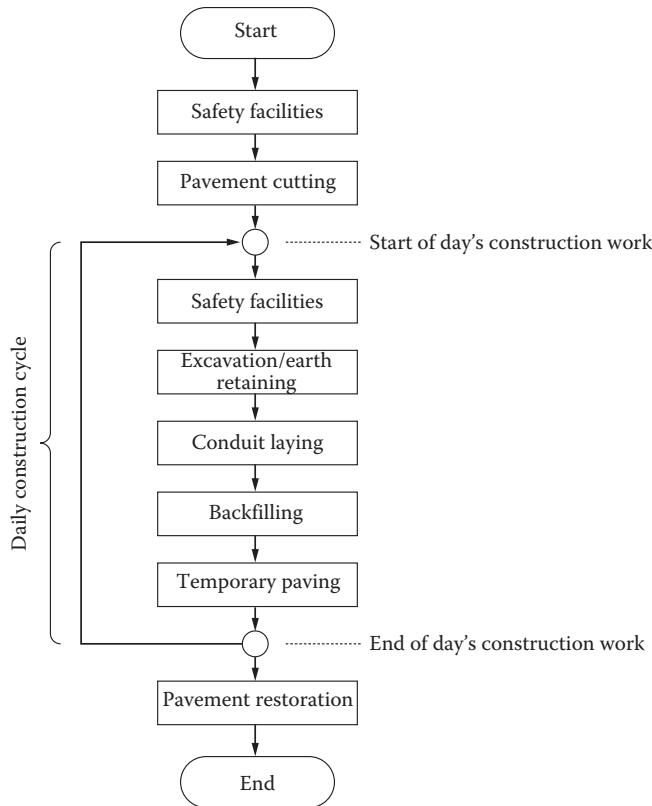 Start
Safety facilities
Pavement cutting
Start of day's construction work
Safety facilities
Excavation/earth
retaining
Conduit laying
Daily construction cycle
Backfilling
Temporary paving
End of day's construction work
Pavement restoration
End